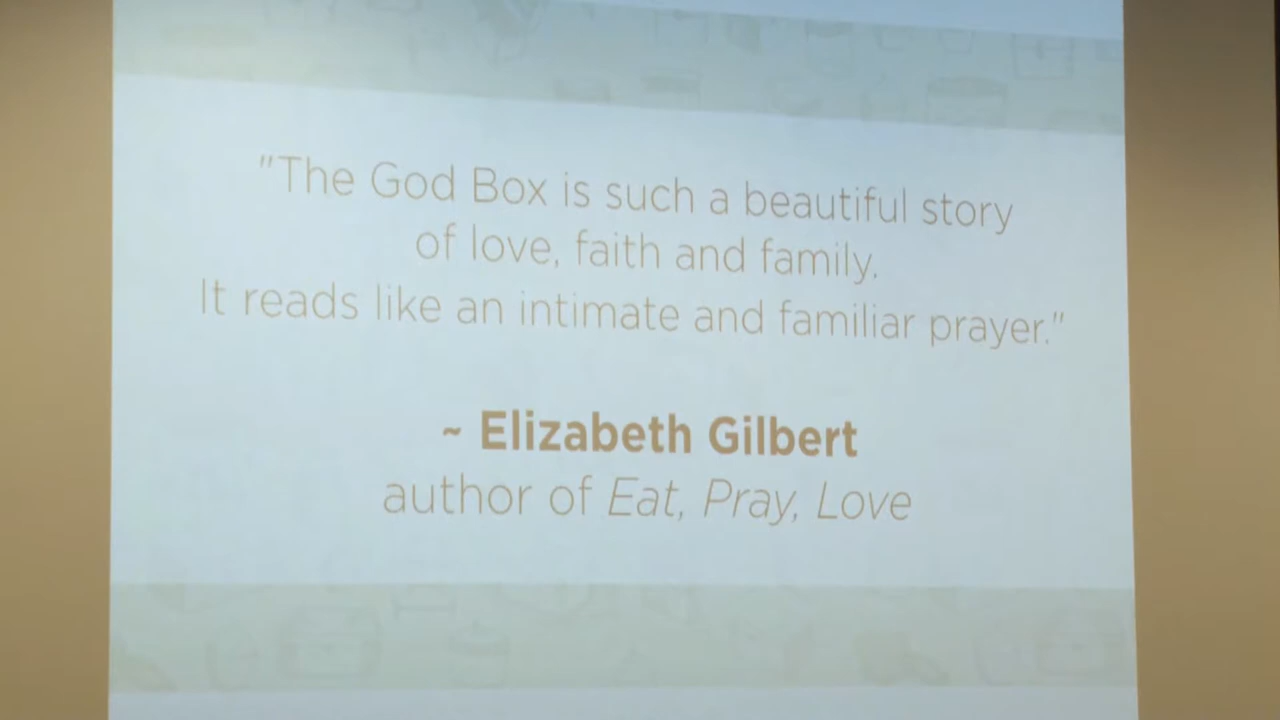 "The God Box is such a beautiful story
of love, faith and family.
It reads like an intimate and familiar prayer."
~ Elizabeth Gilbert
author of Eat, Pray, Love